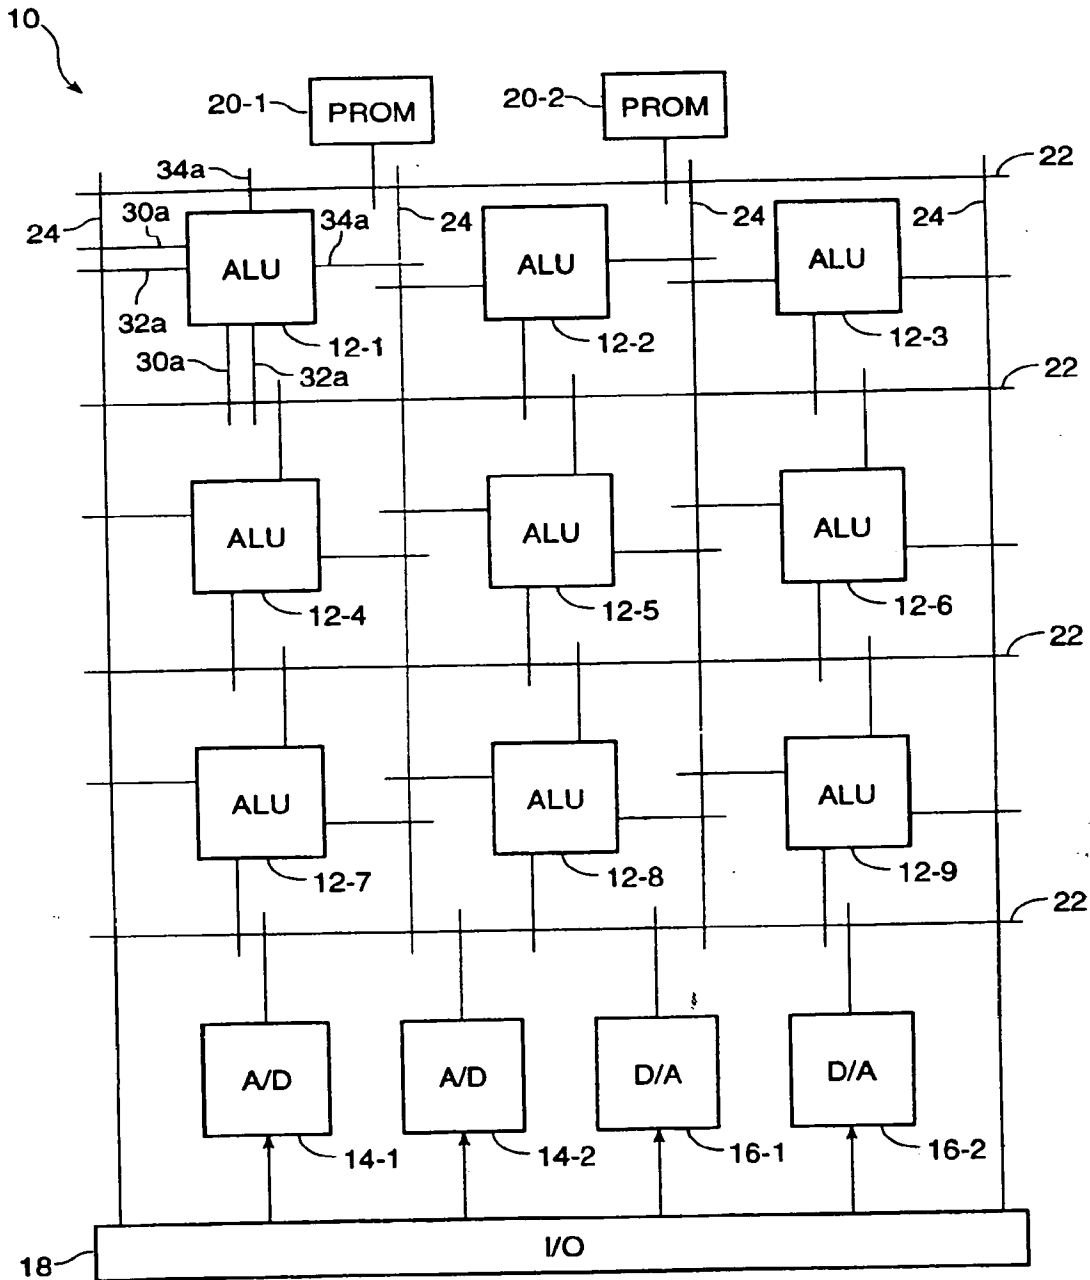 10
20-1 PROM 20-2 PROM
34a 22
24 30a ALU 34a 24 ALU 24 ALU 24
32a 12-1 12-2 12-3
30a 32a 22
ALU ALU ALU
12-4 12-5 12-6
22
ALU ALU ALU
12-7 12-8 12-9
22
A/D A/D D/A D/A
14-1 14-2 16-1 16-2
18 I/O